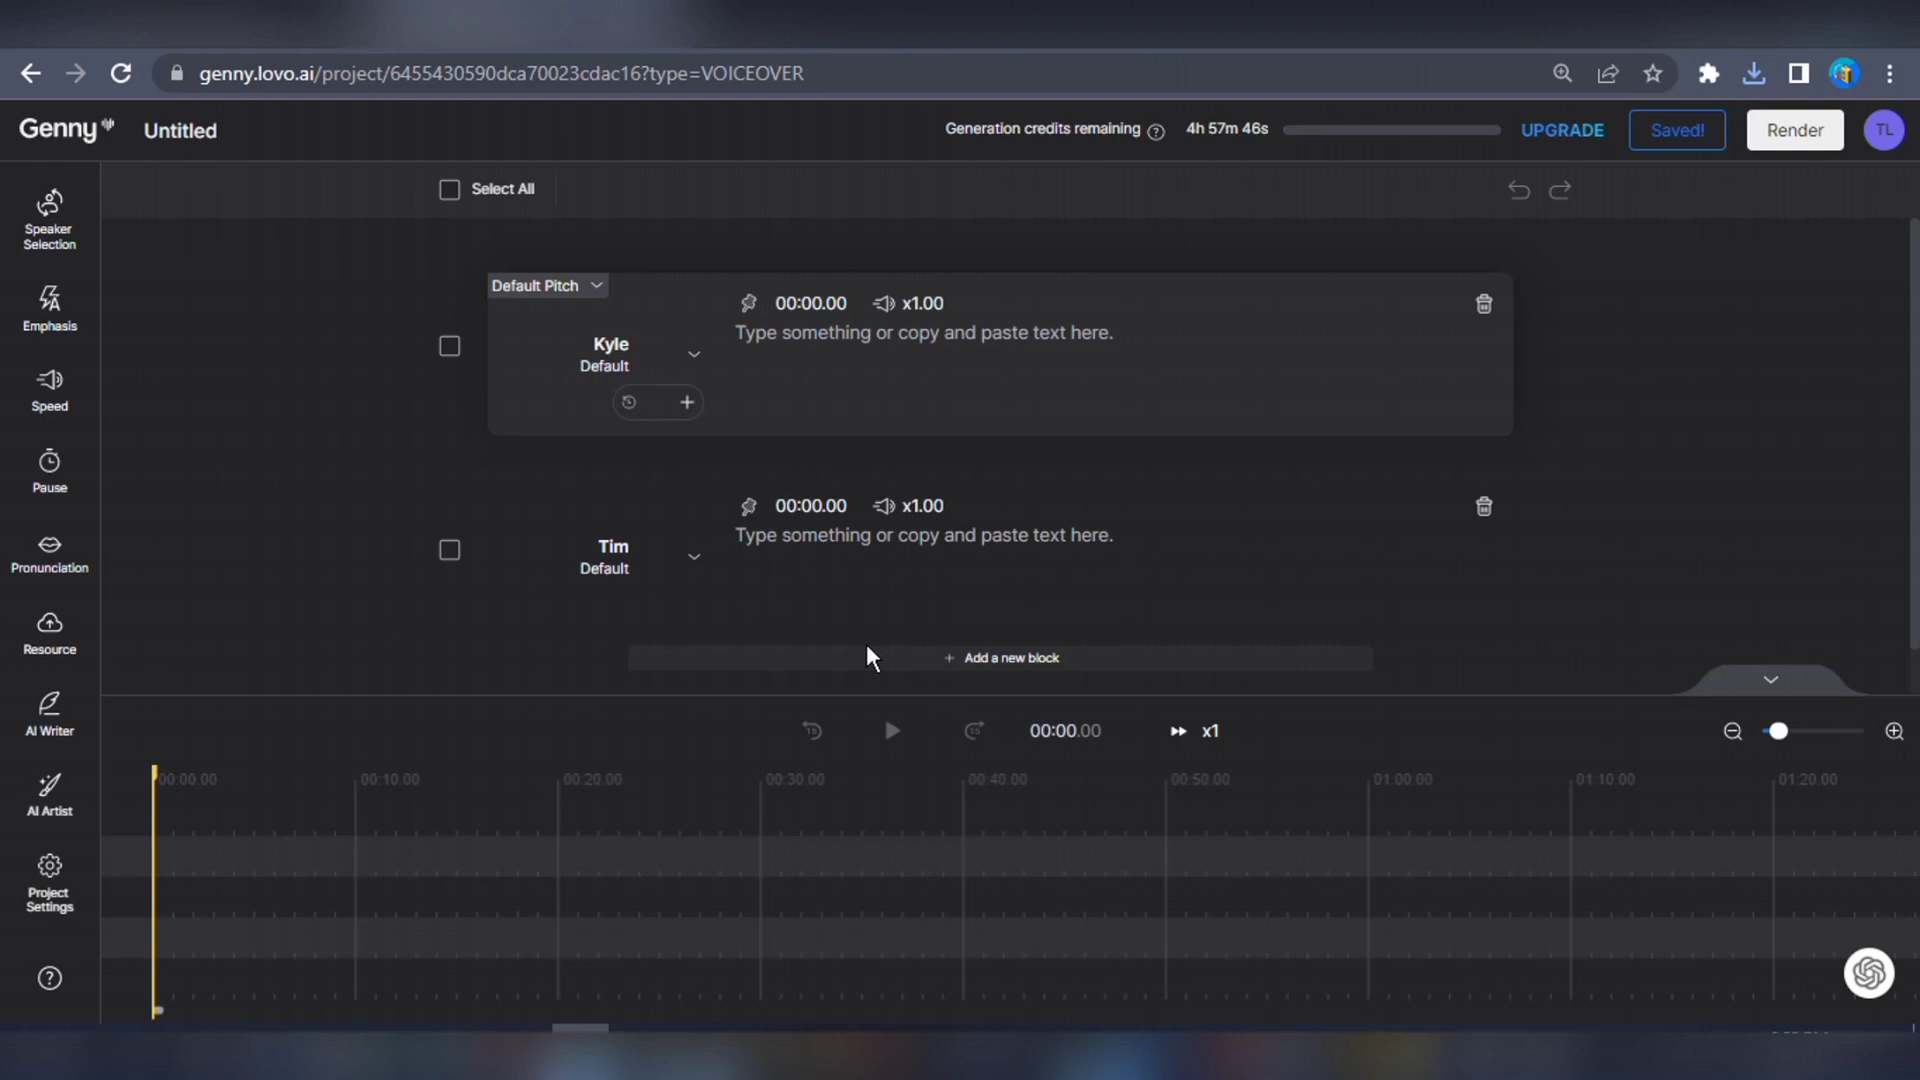 genny.lovo.ai/project/6455430590dca70023cdac16?type=VOICEOVER
Genny
Untitled
Generation credits remaining ? 4h 57m 46s
UPGRADE
Saved!
Render
TL
Select All
Speaker
Selection
Emphasis
Speed
Pause
Pronunciation
Resource
AI Writer
AI Artist
Project
Settings
?
Default Pitch
00:00.00 x1.00
Type something or copy and paste text here.
Kyle
Default
+
00:00.00 x1.00
Type something or copy and paste text here.
Tim
Default
+ Add a new block
15
15
00:00.00
x1
00:00.00 00:10.00 00:20.00 00:30.00 00:40.00 00:50.00 01:00.00 01:10.00 01:20.00